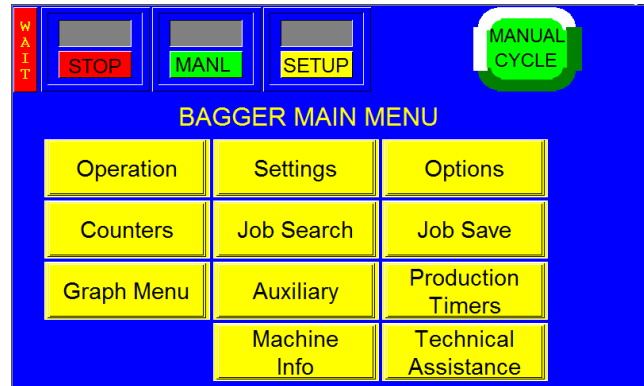 WAIT
STOP MANL SETUP
MANUAL
CYCLE
BAGGER MAIN MENU
Operation Settings Options
Counters Job Search Job Save
Graph Menu Auxiliary Production
Timers
Machine
Info
Technical
Assistance